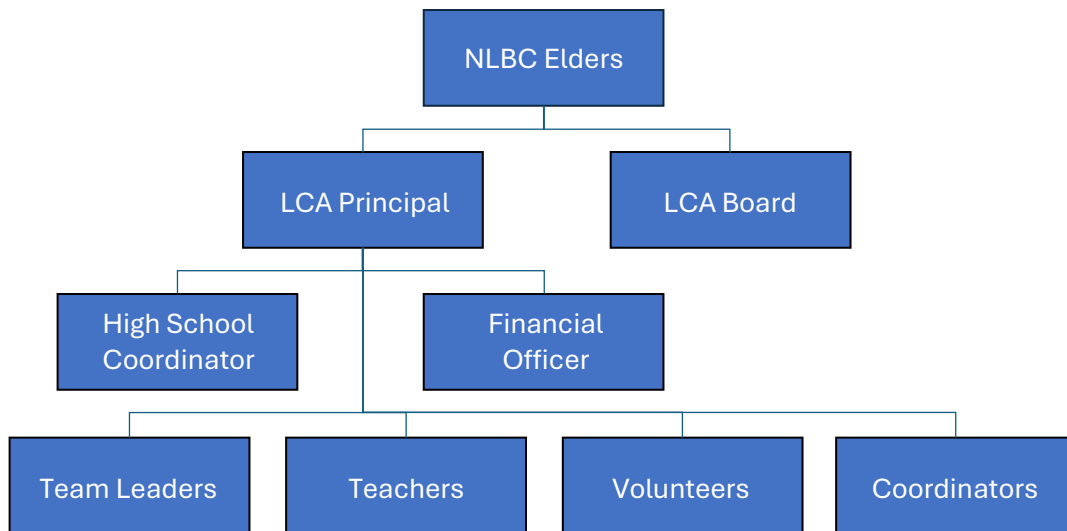 NLBC Elders
LCA Principal
LCA Board
High School
Coordinator
Financial
Officer
Team Leaders
Teachers
Volunteers
Coordinators